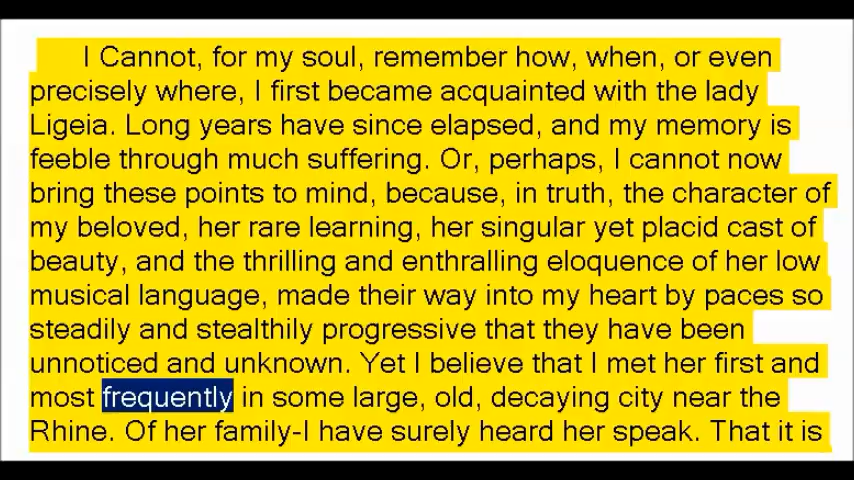 I Cannot, for my soul, remember how, when, or even
precisely where, I first became acquainted with the lady
Ligeia. Long years have since elapsed, and my memory is
feeble through much suffering. Or, perhaps, I cannot now
bring these points to mind, because, in truth, the character of
my beloved, her rare learning, her singular yet placid cast of
beauty, and the thrilling and enthralling eloquence of her low
musical language, made their way into my heart by paces so
steadily and stealthily progressive that they have been
unnoticed and unknown. Yet I believe that I met her first and
most frequently in some large, old, decaying city near the
Rhine. Of her family-I have surely heard her speak. That it is